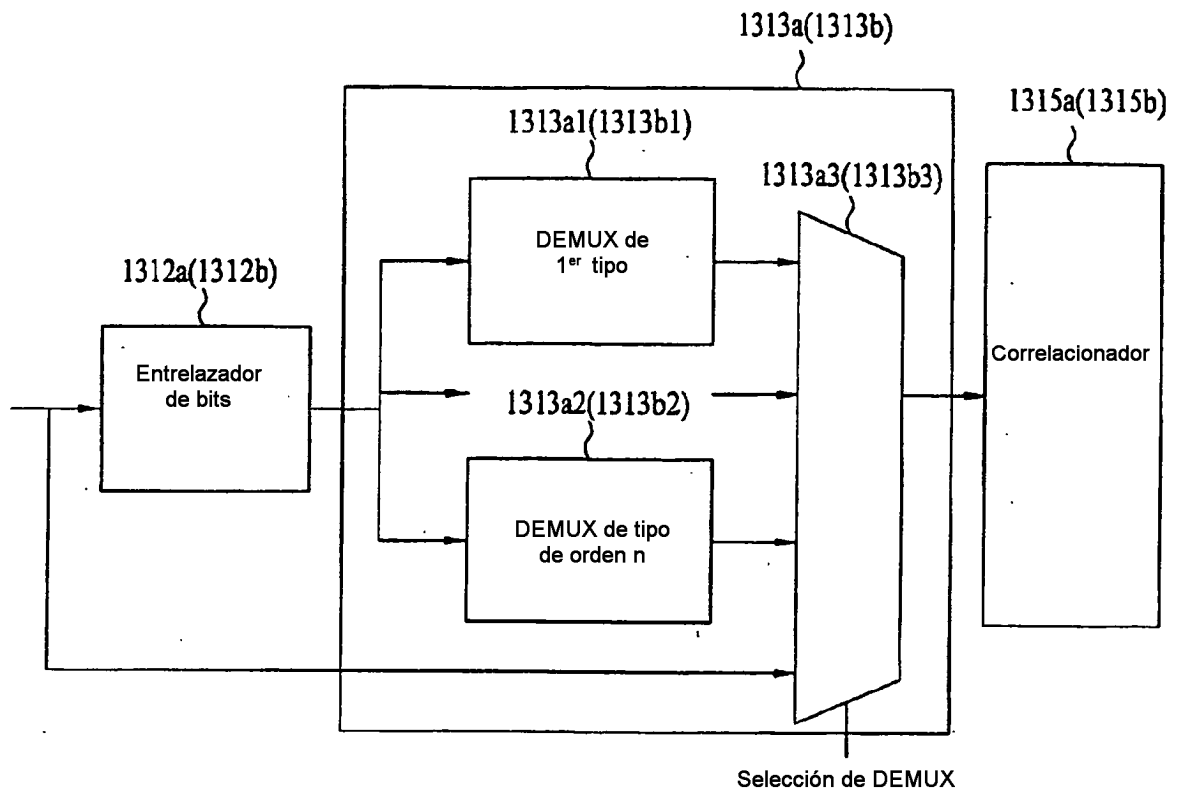 1313a(1313b)
1315a(1315b)
1313a1(1313b1)
1313a3(1313b3)
DEMUX de
1er tipo
1312a(1312b)
Entrelazador
de bits
Correlacionador
1313a2(1313b2)
DEMUX de tipo
de orden n
Selección de DEMUX